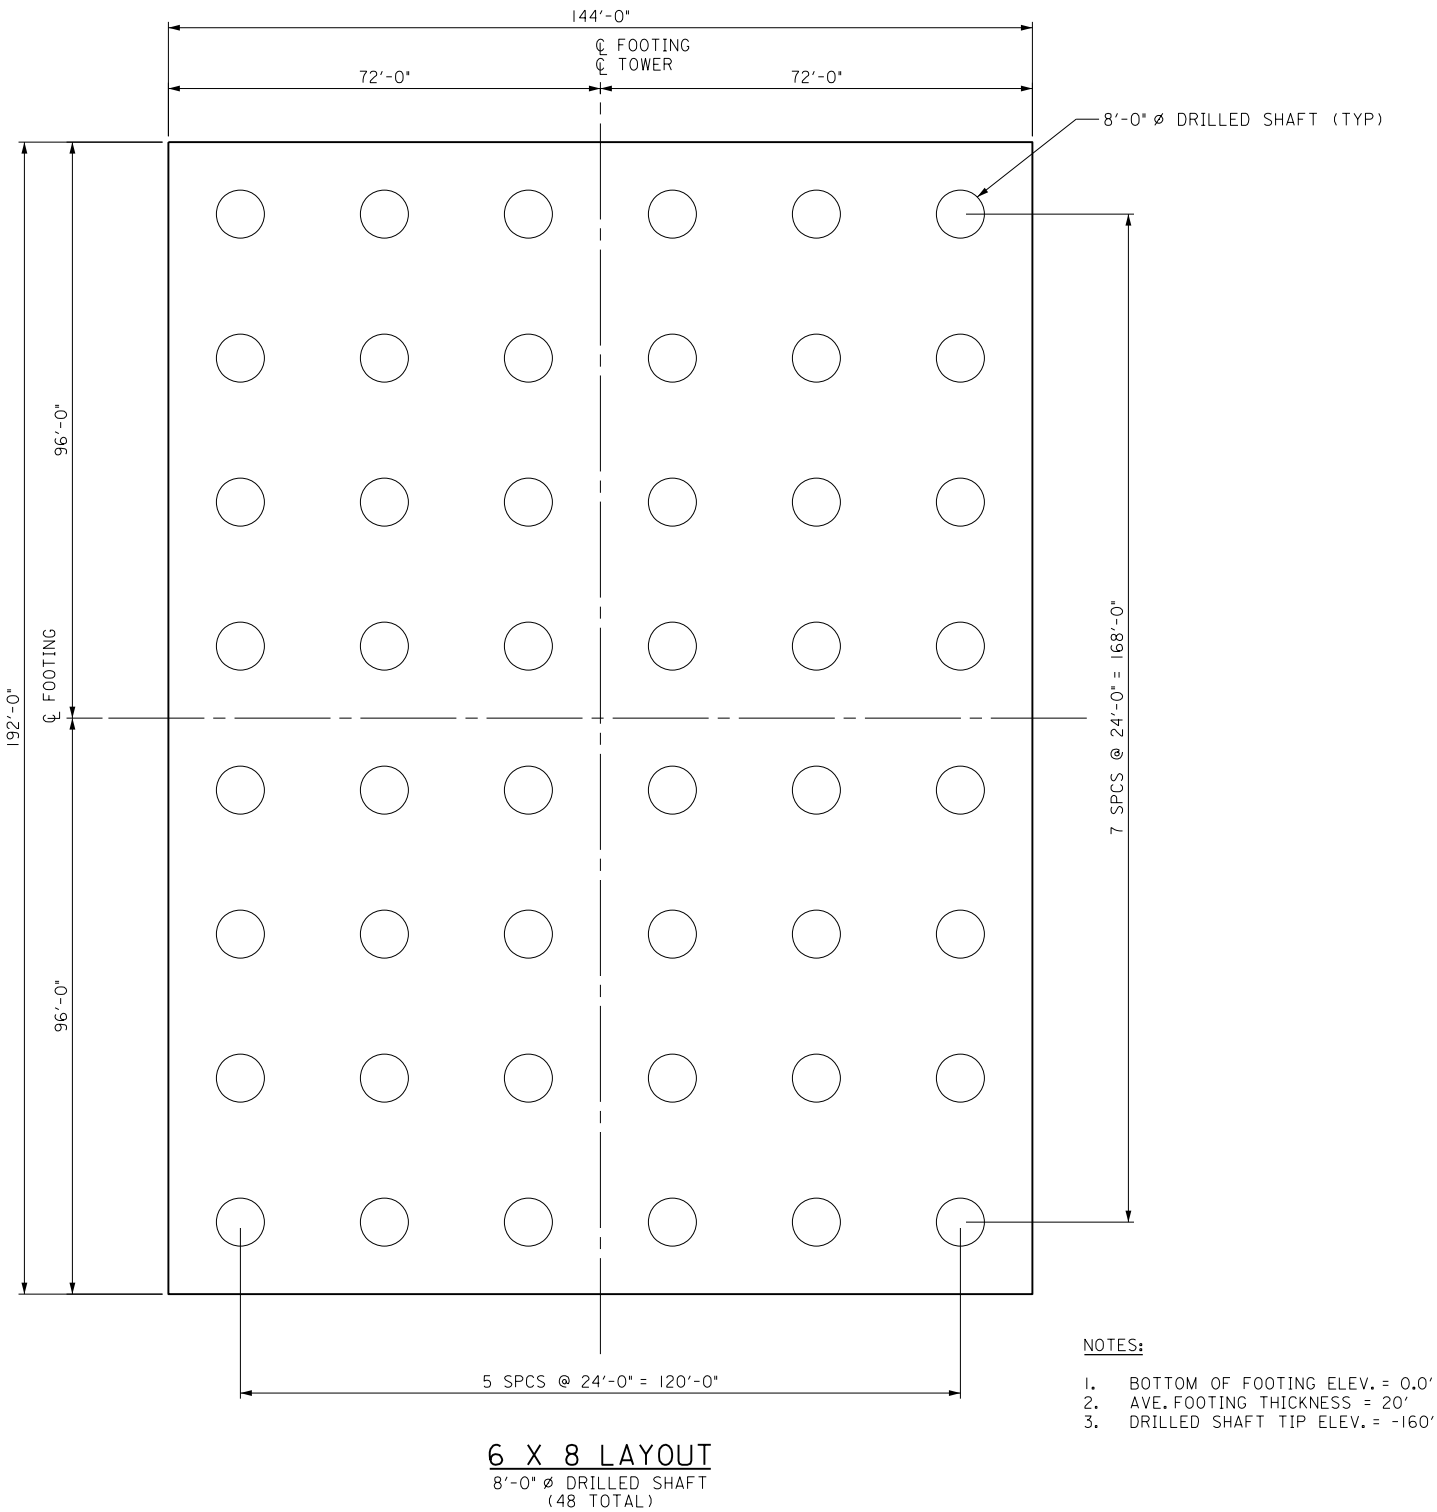 144'-0"
℄ FOOTING
℄ TOWER
72'-0"
72'-0"
8'-0" ø DRILLED SHAFT (TYP)
96'-0"
℄ FOOTING
192'-0"
7 SPCS @ 24'-0" = 168'-0"
96'-0"
5 SPCS @ 24'-0" = 120'-0"
NOTES:
1. BOTTOM OF FOOTING ELEV. = 0.0'
2. AVE. FOOTING THICKNESS = 20'
3. DRILLED SHAFT TIP ELEV. = -160'
6 X 8 LAYOUT
8'-0" ø DRILLED SHAFT
(48 TOTAL)